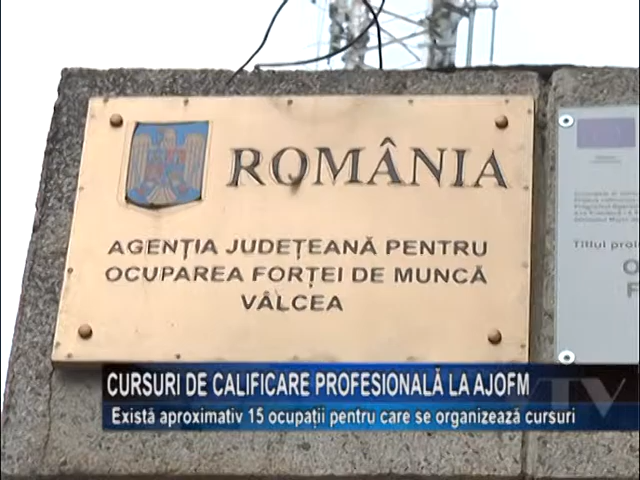 ROMÂNIA
AGENȚIA JUDEȚEANĂ PENTRU
OCUPAREA FORȚEI DE MUNCĂ
VÂLCEA
Titlul
CURSURI DE CALIFICARE PROFESIONALĂ LA AJOFM
Există aproximativ 15 ocupații pentru care se organizează cursuri